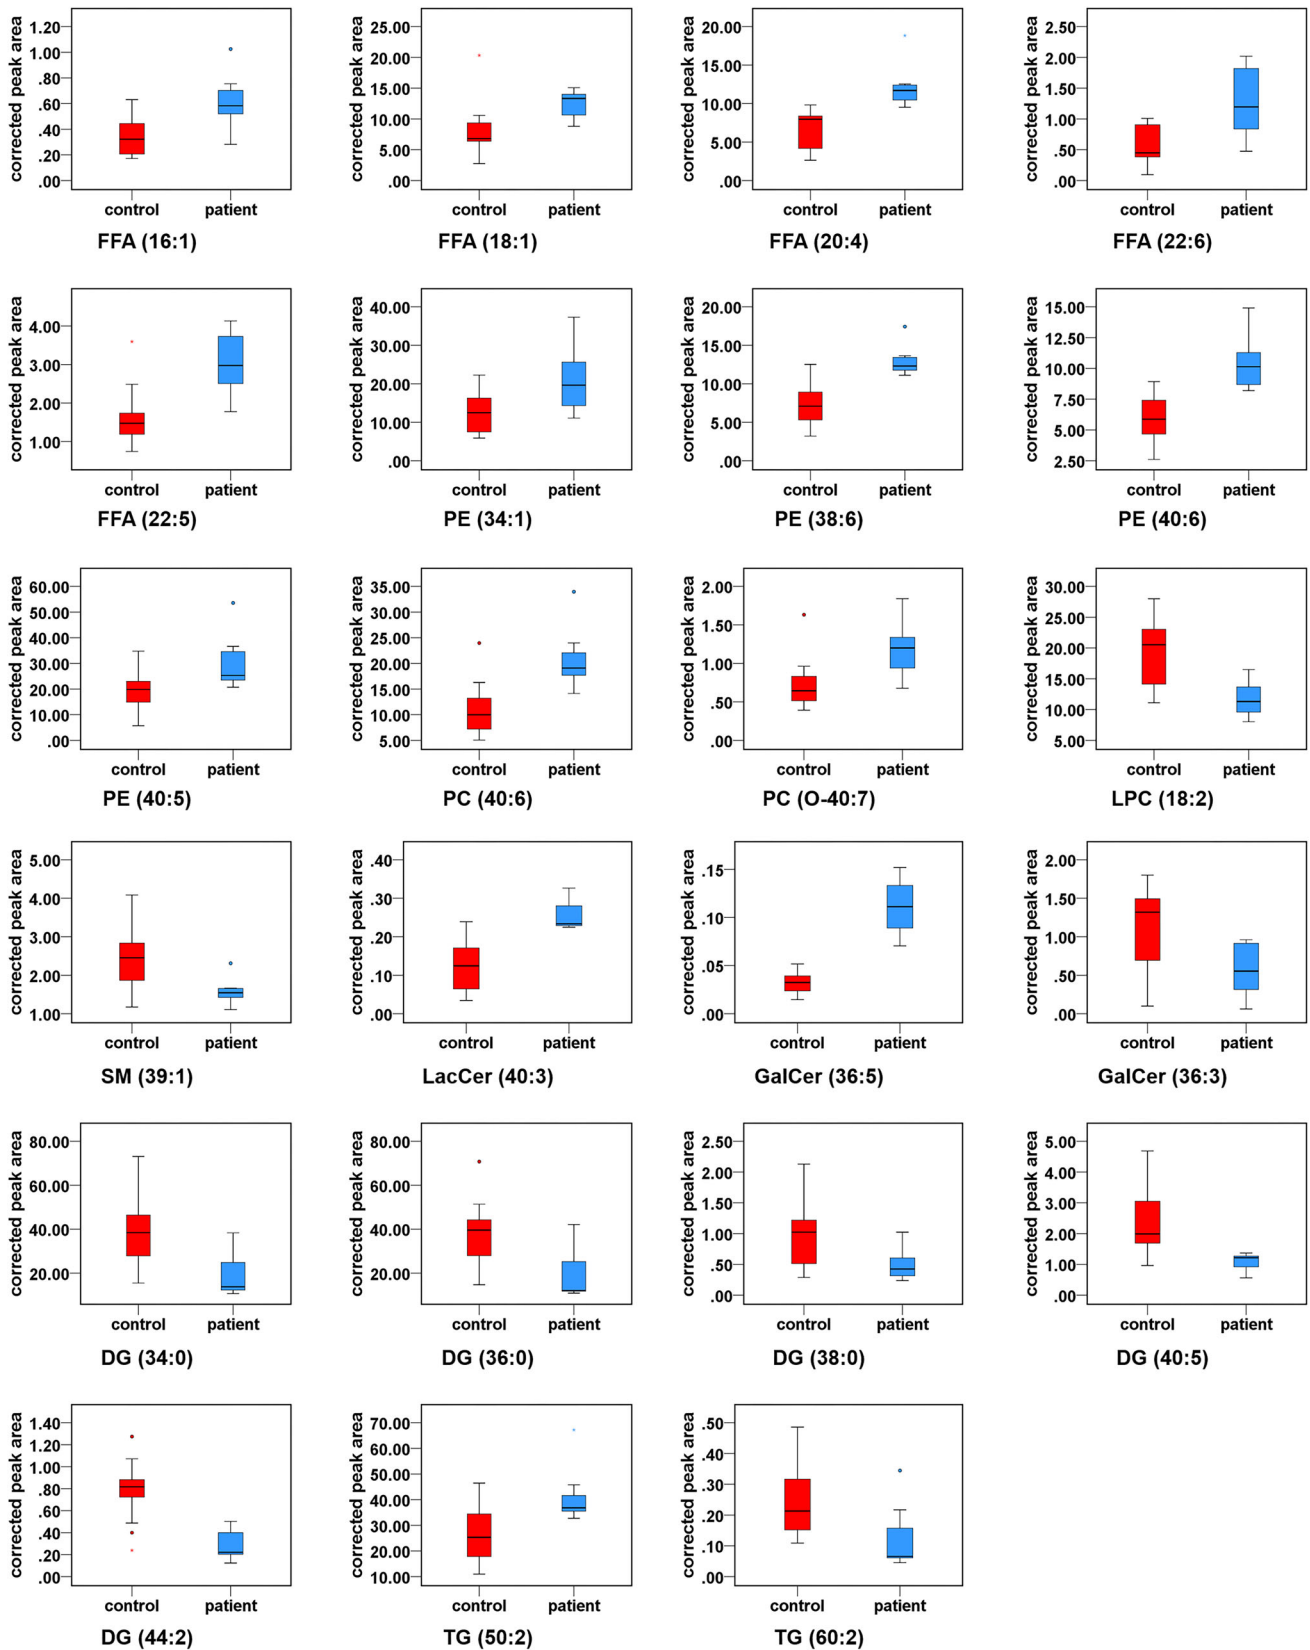 corrected peak area
1.20
1.00
.80
.60
.40
.20
.00
control patient
FFA (16:1)
corrected peak area
25.00
20.00
15.00
10.00
5.00
.00
control patient
FFA (18:1)
corrected peak area
20.00
15.00
10.00
5.00
.00
control patient
FFA (20:4)
corrected peak area
2.50
2.00
1.50
1.00
.50
.00
control patient
FFA (22:6)
corrected peak area
4.00
3.00
2.00
1.00
control patient
FFA (22:5)
corrected peak area
40.00
30.00
20.00
10.00
.00
control patient
PE (34:1)
corrected peak area
20.00
15.00
10.00
5.00
.00
control patient
PE (38:6)
corrected peak area
15.00
12.50
10.00
7.50
5.00
2.50
control patient
PE (40:6)
corrected peak area
60.00
50.00
40.00
30.00
20.00
10.00
.00
control patient
PE (40:5)
corrected peak area
35.00
30.00
25.00
20.00
15.00
10.00
5.00
control patient
PC (40:6)
corrected peak area
2.00
1.50
1.00
.50
.00
control patient
PC (O-40:7)
corrected peak area
30.00
25.00
20.00
15.00
10.00
5.00
control patient
LPC (18:2)
corrected peak area
5.00
4.00
3.00
2.00
1.00
control patient
SM (39:1)
corrected peak area
.40
.30
.20
.10
.00
control patient
LacCer (40:3)
corrected peak area
.15
.10
.05
.00
control patient
GalCer (36:5)
corrected peak area
2.00
1.50
1.00
.50
.00
control patient
GalCer (36:3)
corrected peak area
80.00
60.00
40.00
20.00
control patient
DG (34:0)
corrected peak area
80.00
60.00
40.00
20.00
control patient
DG (36:0)
corrected peak area
2.50
2.00
1.50
1.00
.50
.00
control patient
DG (38:0)
corrected peak area
5.00
4.00
3.00
2.00
1.00
.00
control patient
DG (40:5)
corrected peak area
1.40
1.20
1.00
.80
.60
.40
.20
.00
control patient
DG (44:2)
corrected peak area
70.00
60.00
50.00
40.00
30.00
20.00
10.00
control patient
TG (50:2)
corrected peak area
.50
.40
.30
.20
.10
.00
control patient
TG (60:2)